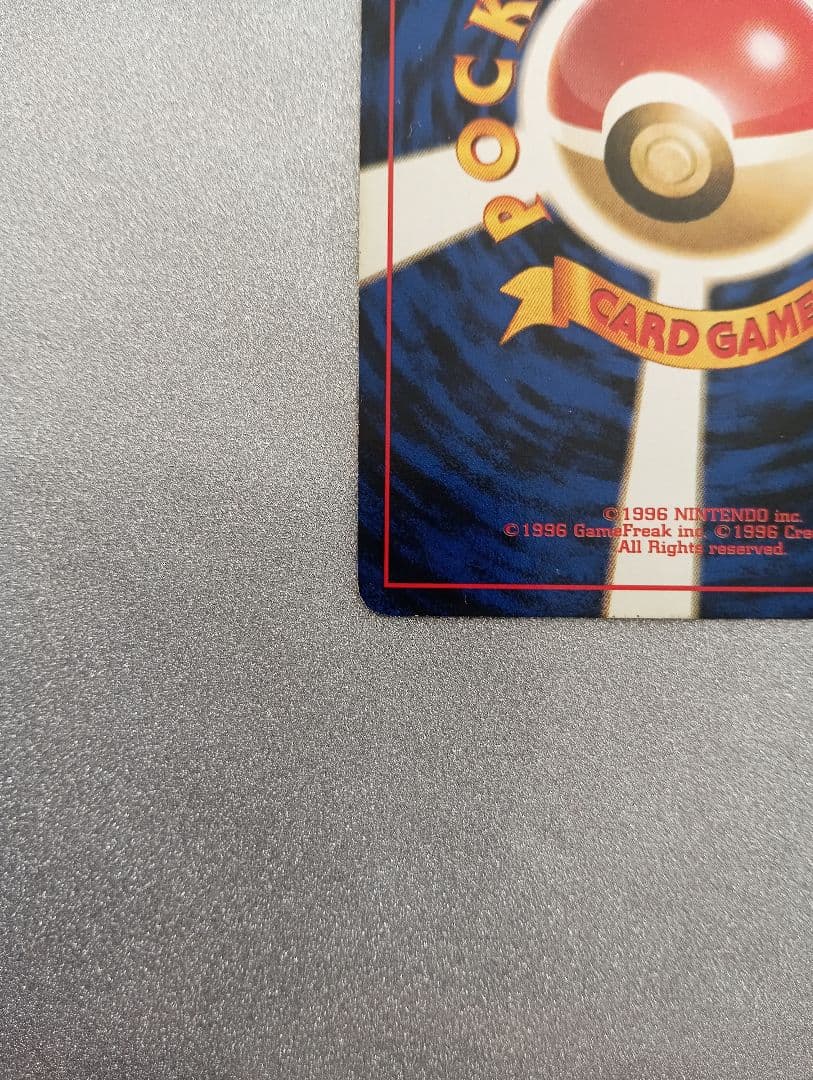 POCK
CARD GAME
©1996 NINTENDO inc.
©1996 GameFreak inc. ©1996 Cre
All Rights reserved.